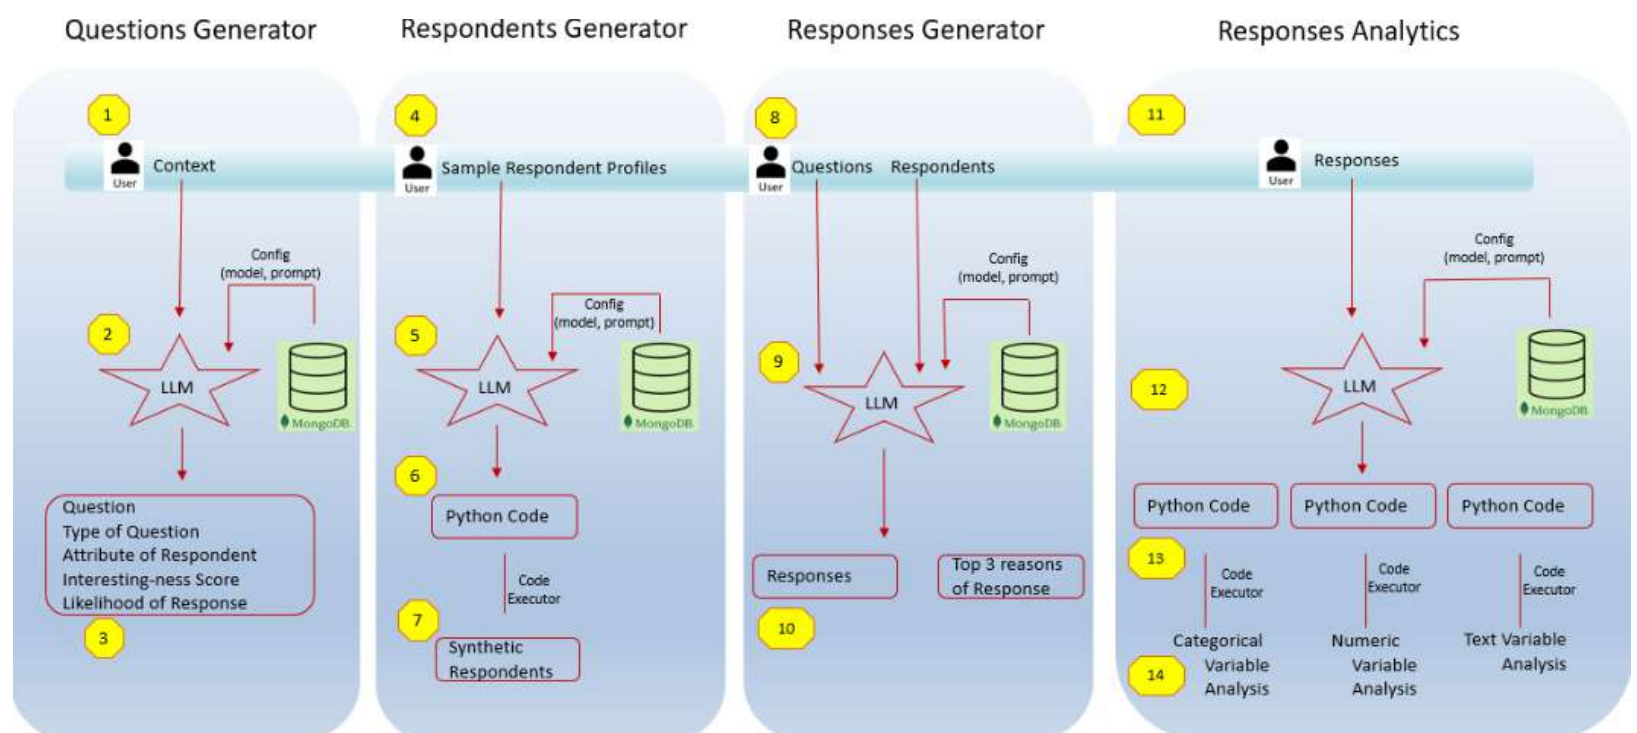 Questions Generator
1
User
Context
Config
(model, prompt)
2
LLM
MongoDB.
Question
Type of Question
Attribute of Respondent
Interesting-ness Score
Likelihood of Response
3
Respondents Generator
4
User
Sample Respondent Profiles
Config
(model, prompt)
5
LLM
MongoDB.
6
Python Code
Code
Executor
7
Synthetic
Respondents
Responses Generator
8
User
Questions Respondents
Config
(model, prompt)
9
LLM
MongoDB.
Responses
Top 3 reasons
of Response
10
Responses Analytics
11
User
Responses
Config
(model, prompt)
12
LLM
MongoDB.
Python Code
Python Code
Python Code
13
Code
Executor
Code
Executor
Code
Executor
14
Categorical
Variable
Analysis
Numeric
Variable
Analysis
Text Variable
Analysis